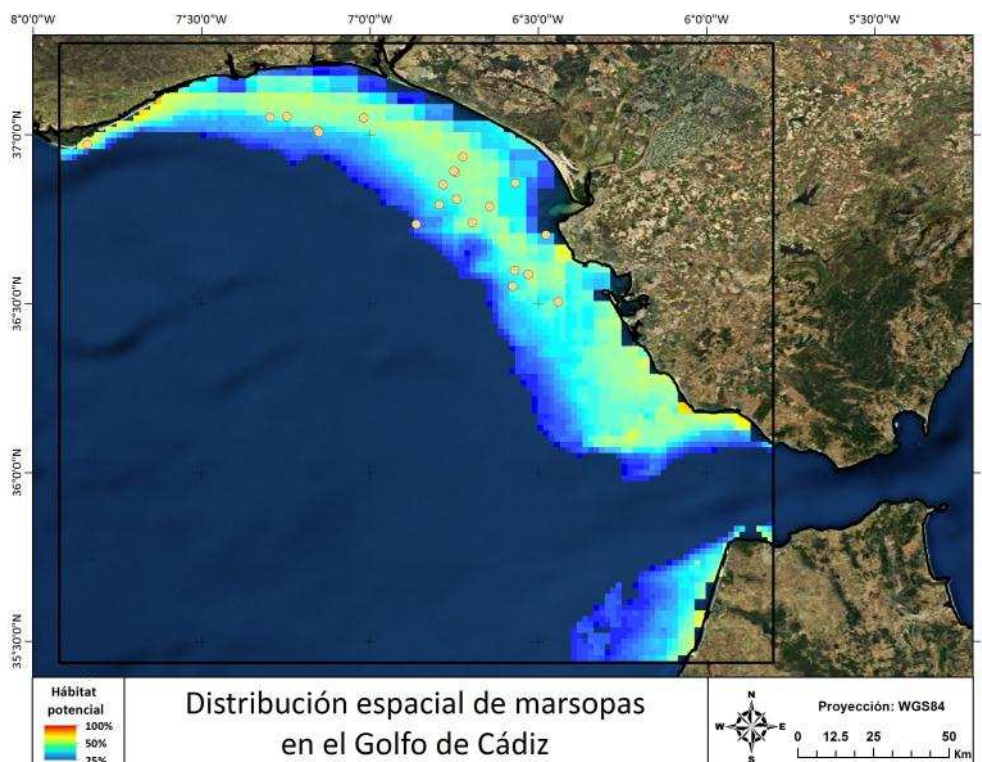 8°0'0"W 7°30'0"W 7°0'0"W 6°30'0"W 6°0'0"W 5°30'0"W
37°0'0"N
36°30'0"N
36°0'0"N
35°30'0"N
Hábitat
potencial
100%
50%
25%
Distribución espacial de marsopas
en el Golfo de Cádiz
N
W E
S
Proyección: WGS84
0 12.5 25 50
Km